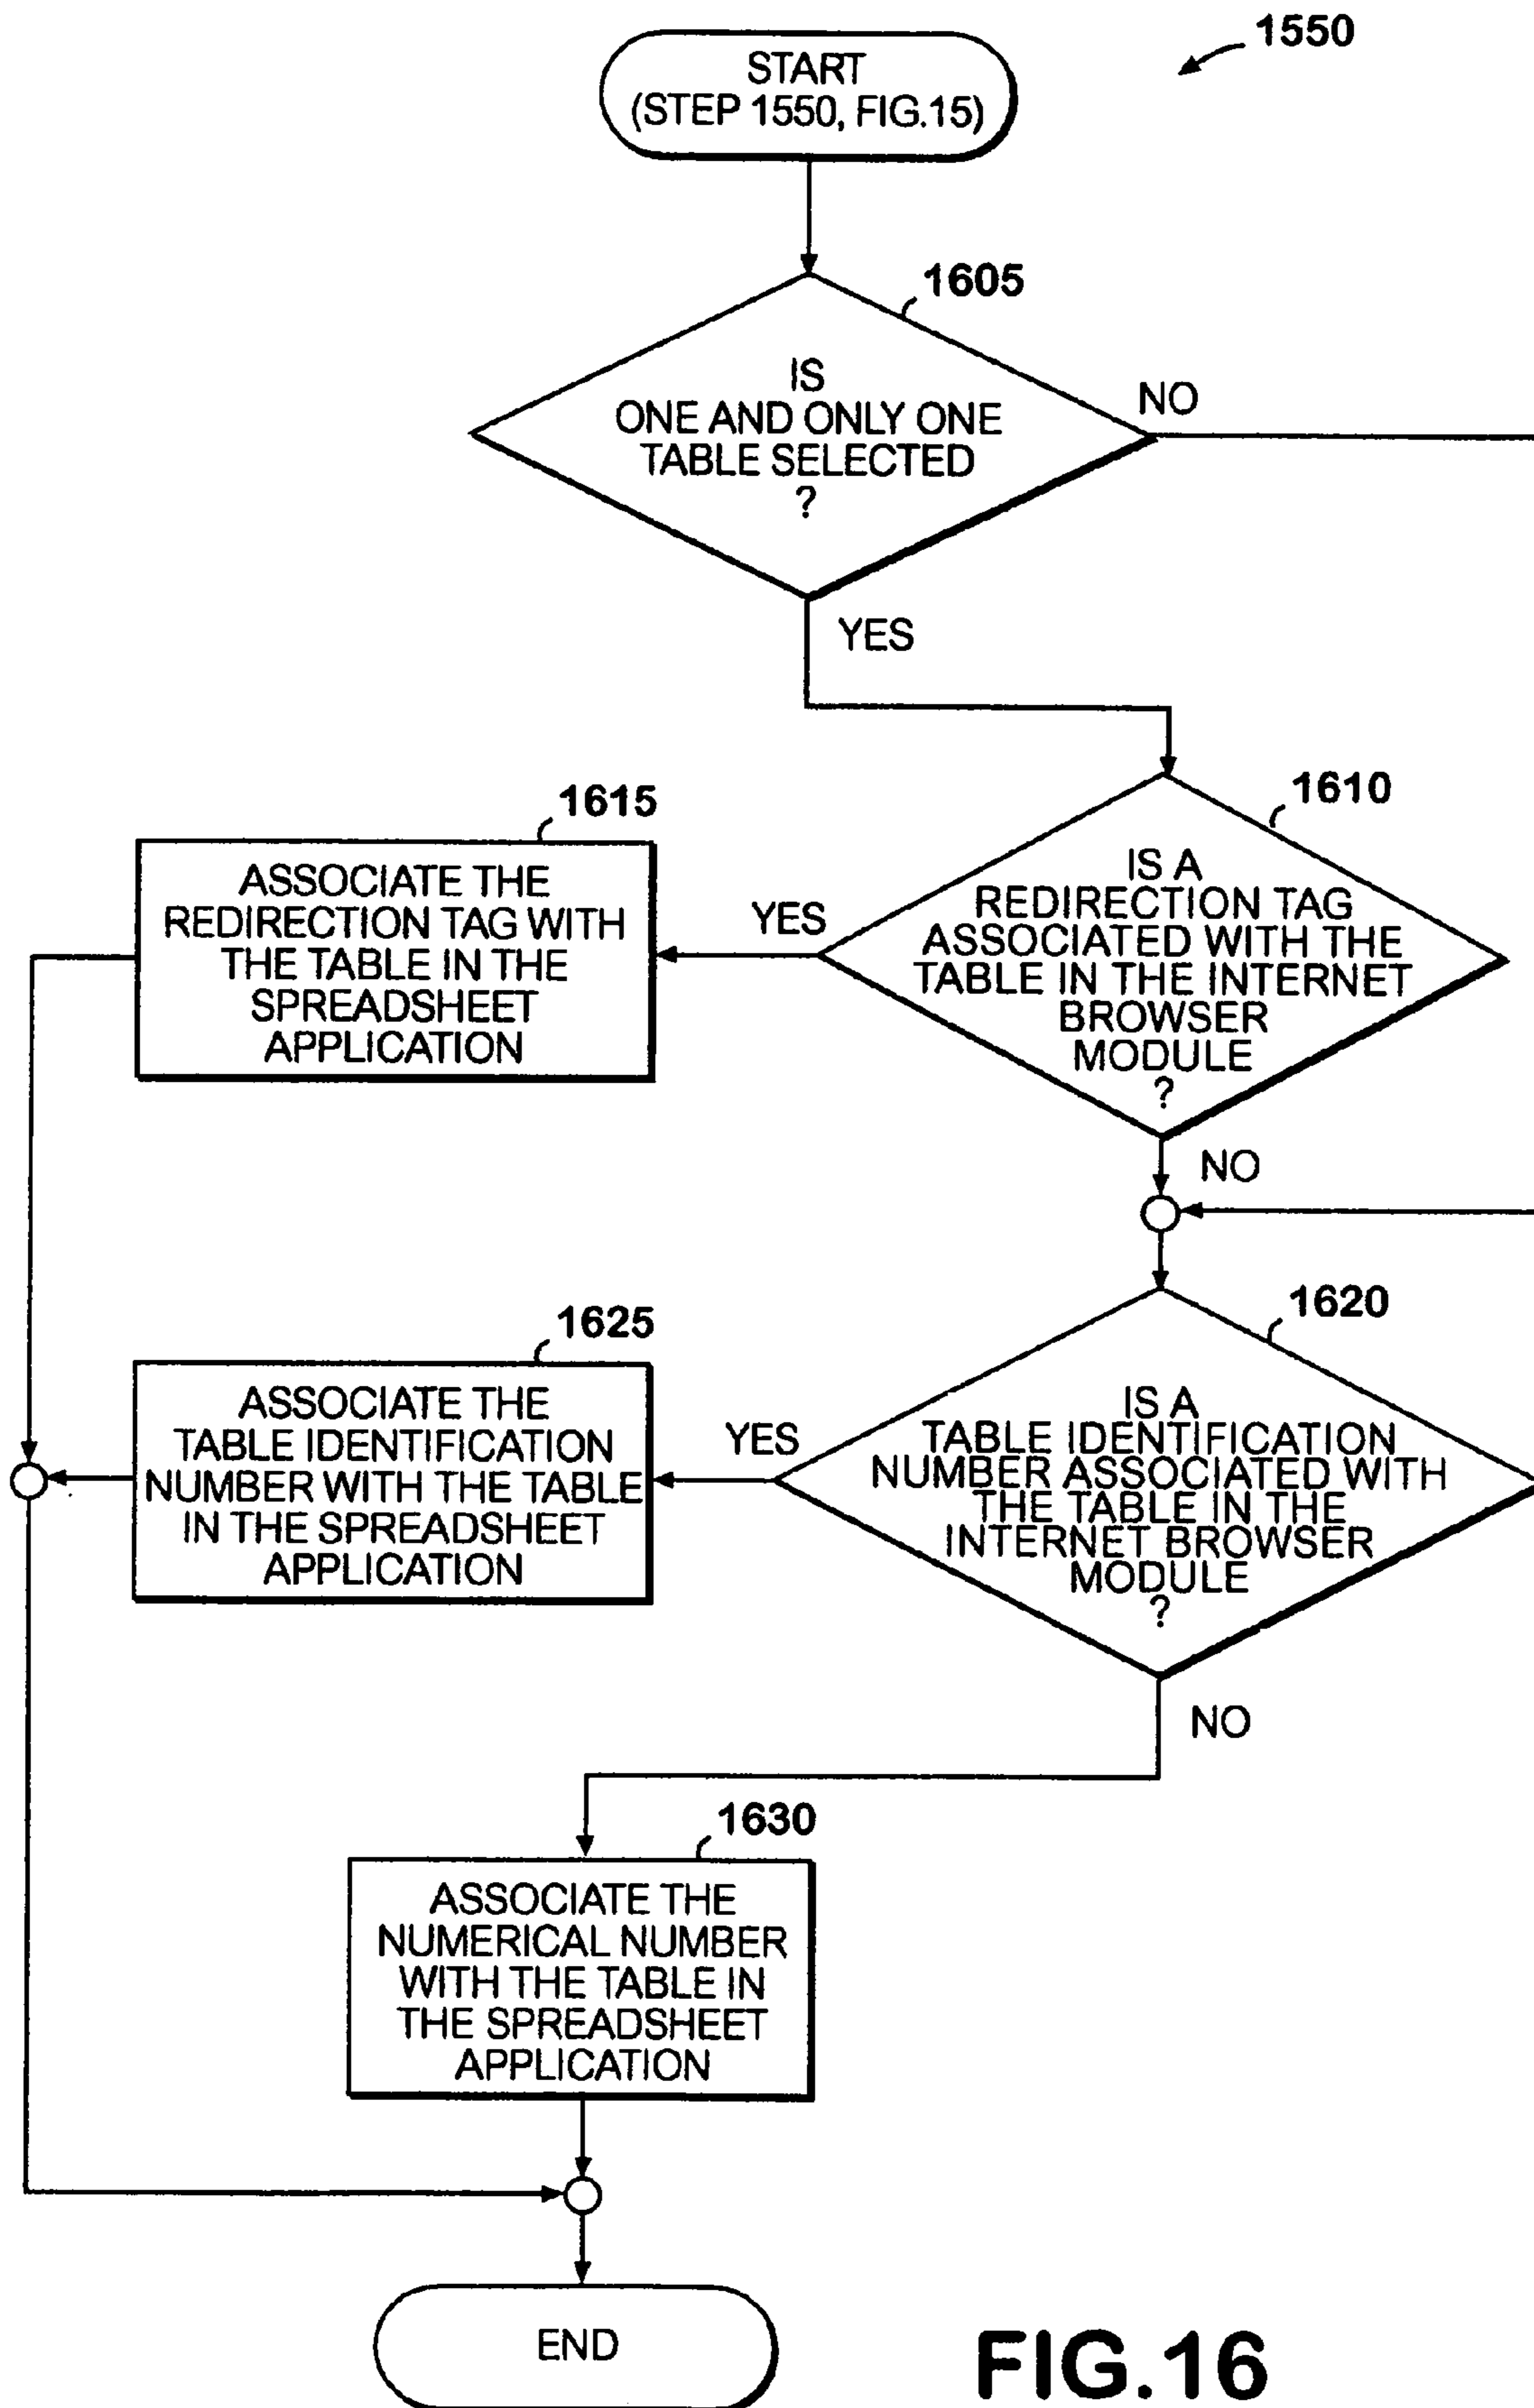 1550
START
(STEP 1550, FIG.15)
1605
IS
ONE AND ONLY ONE
TABLE SELECTED
?
NO
YES
1610
IS A
REDIRECTION TAG
ASSOCIATED WITH THE
TABLE IN THE INTERNET
BROWSER
MODULE
?
YES
1615
ASSOCIATE THE
REDIRECTION TAG WITH
THE TABLE IN THE
SPREADSHEET
APPLICATION
NO
1620
IS A
TABLE IDENTIFICATION
NUMBER ASSOCIATED WITH
THE TABLE IN THE
INTERNET BROWSER
MODULE
?
YES
1625
ASSOCIATE THE
TABLE IDENTIFICATION
NUMBER WITH THE TABLE
IN THE SPREADSHEET
APPLICATION
NO
1630
ASSOCIATE THE
NUMERICAL NUMBER
WITH THE TABLE IN
THE SPREADSHEET
APPLICATION
END
FIG.16